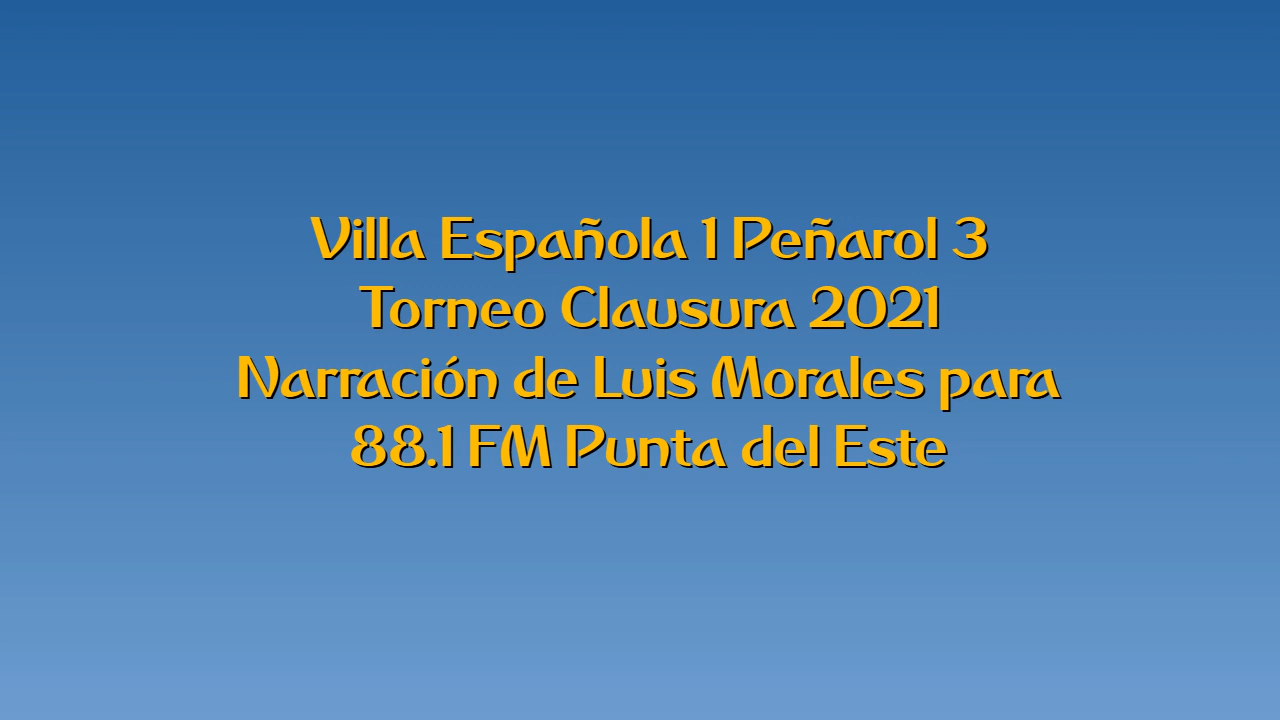 Villa Española 1 Peñarol 3
Torneo Clausura 2021
Narración de Luis Morales para
88.1 FM Punta del Este